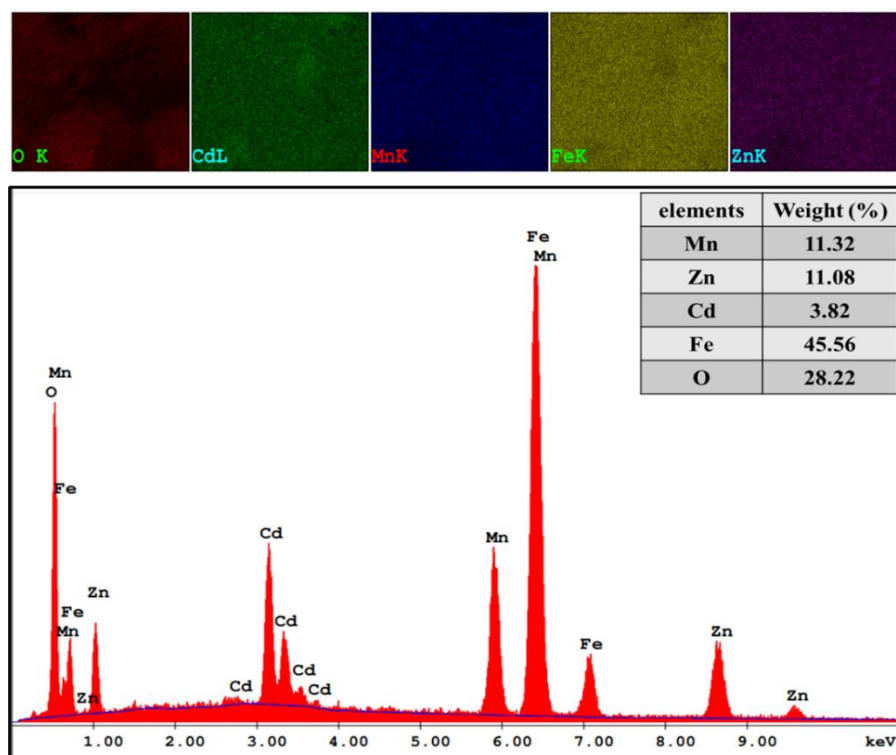 O K
CdL
MnK
FeK
ZnK
elements Weight (%)
Mn 11.32
Zn 11.08
Cd 3.82
Fe 45.56
O 28.22
Fe
Mn
Mn
O
Fe
Fe
Mn
Zn
Zn
Cd
Cd
Cd
Cd
Cd
Mn
Fe
Zn
Zn
1.00 2.00 3.00 4.00 5.00 6.00 7.00 8.00 9.00